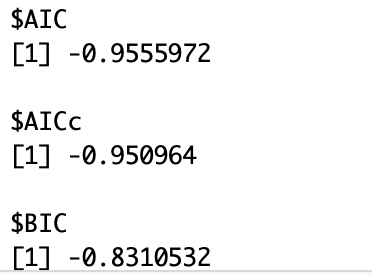 $AIC
[1] -0.9555972
$AICc
[1] -0.950964
$BIC
[1] -0.8310532